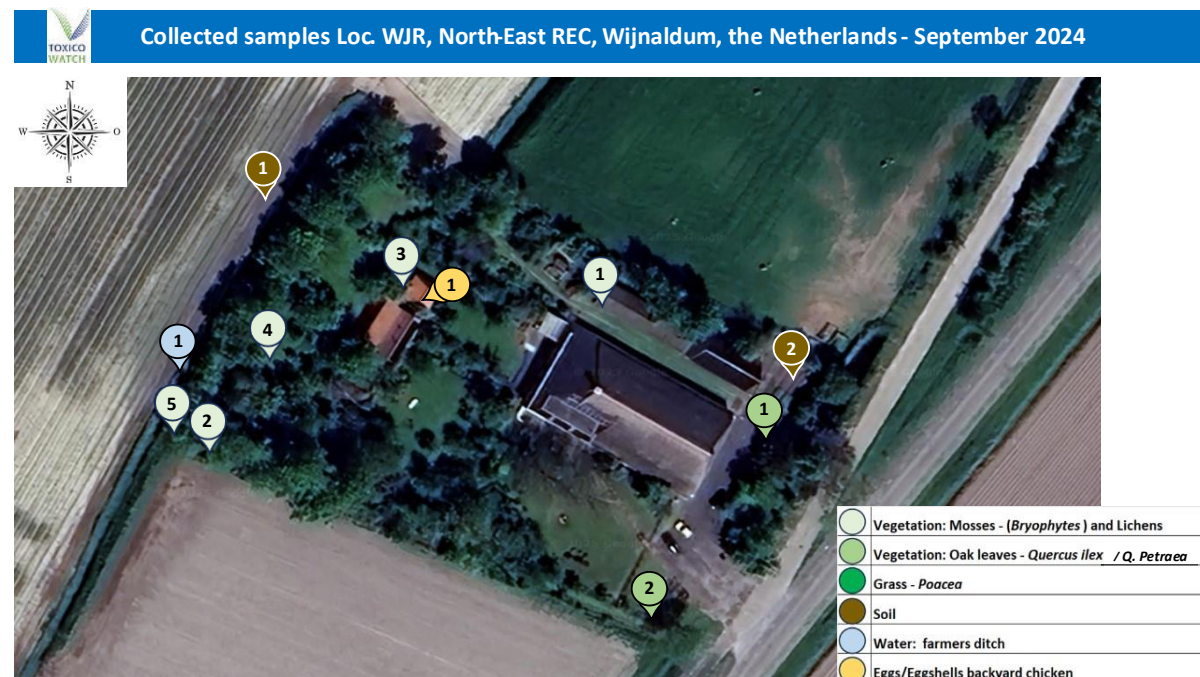 Collected samples Loc. WJR, North-East REC, Wijnaldum, the Netherlands - September 2024
TOXICO
WATCH
N
W
O
S
1
3
1
1
4
1
2
5
2
1
2
Vegetation: Mosses - (Bryophytes) and Lichens
Vegetation: Oak leaves - Quercus ilex / Q. Petraea
Grass - Poacea
Soil
Water: farmers ditch
Eggs/Eggshells backyard chicken